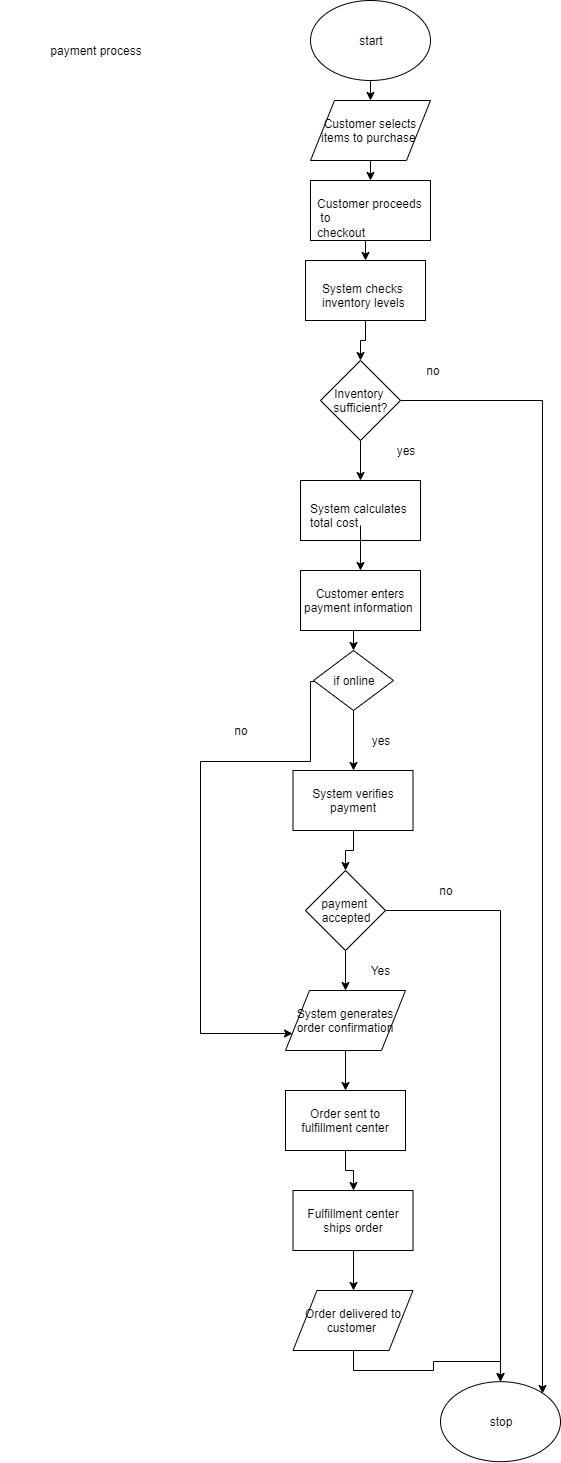 start
payment process
Customer selects
items to purchase
Customer proceeds
to
checkout
System checks
inventory levels
no
Inventory
sufficient?
yes
System calculates
total cost
Customer enters
payment information
if online
no
yes
System verifies
payment
no
payment
accepted
Yes
System generates
order confirmation
Order sent to
fulfillment center
Fulfillment center
ships order
Order delivered to
customer
stop